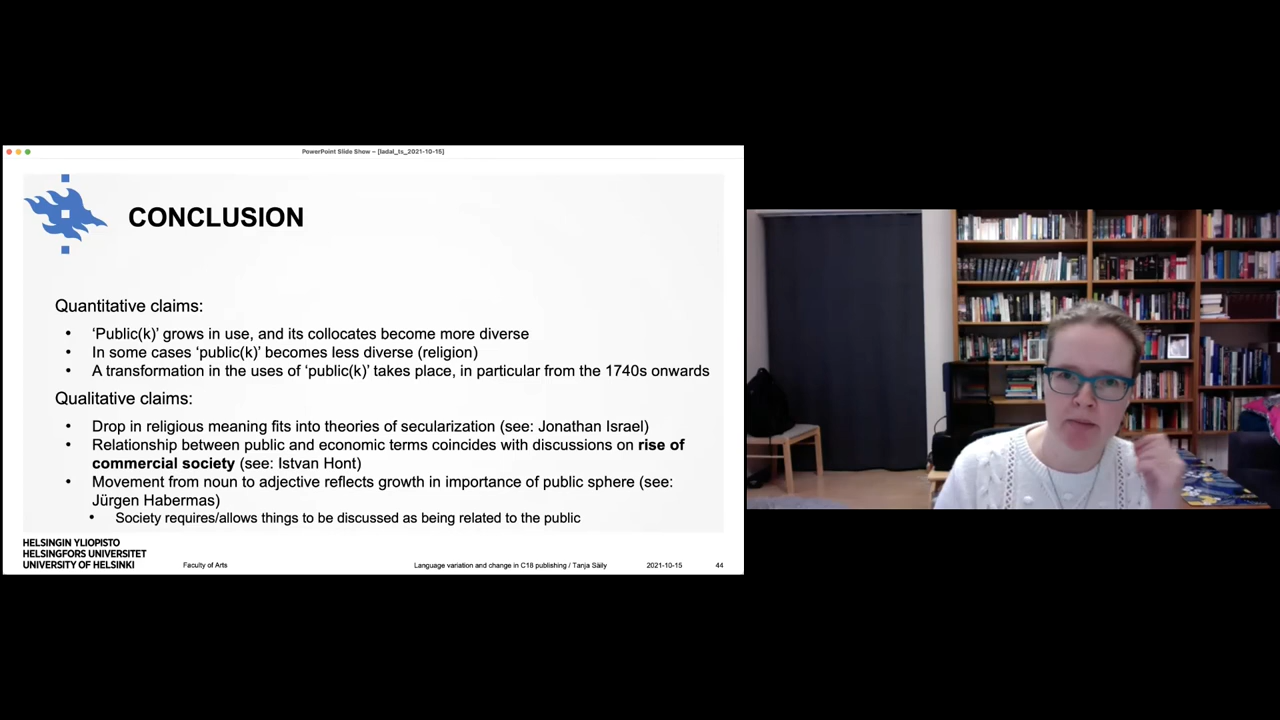 PowerPoint Slide Show – [ladal_ts_2021-10-15]
CONCLUSION
Quantitative claims:
• ‘Public(k)’ grows in use, and its collocates become more diverse
• In some cases ‘public(k)’ becomes less diverse (religion)
• A transformation in the uses of ‘public(k)’ takes place, in particular from the 1740s onwards
Qualitative claims:
• Drop in religious meaning fits into theories of secularization (see: Jonathan Israel)
• Relationship between public and economic terms coincides with discussions on rise of
commercial society (see: Istvan Hont)
• Movement from noun to adjective reflects growth in importance of public sphere (see:
Jürgen Habermas)
• Society requires/allows things to be discussed as being related to the public
HELSINGIN YLIOPISTO
HELSINGFORS UNIVERSITET
UNIVERSITY OF HELSINKI
Faculty of Arts
Language variation and change in C18 publishing / Tanja Säily
2021-10-15
44